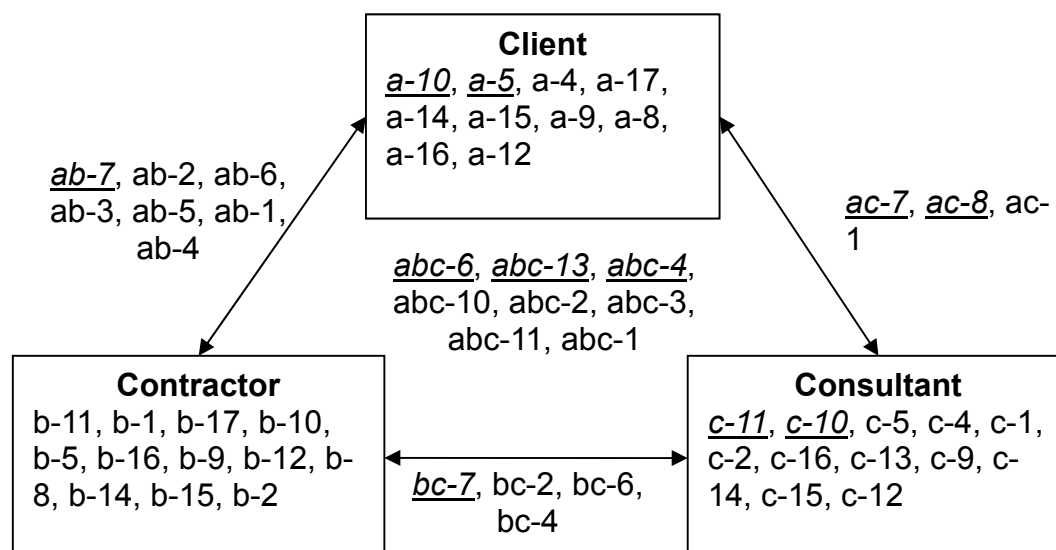 Client
a-10, a-5, a-4, a-17,
a-14, a-15, a-9, a-8,
a-16, a-12
ab-7, ab-2, ab-6,
ab-3, ab-5, ab-1,
ab-4
ac-7, ac-8, ac-
1
abc-6, abc-13, abc-4,
abc-10, abc-2, abc-3,
abc-11, abc-1
Contractor
b-11, b-1, b-17, b-10,
b-5, b-16, b-9, b-12, b-
8, b-14, b-15, b-2
bc-7, bc-2, bc-6,
bc-4
Consultant
c-11, c-10, c-5, c-4, c-1,
c-2, c-16, c-13, c-9, c-
14, c-15, c-12